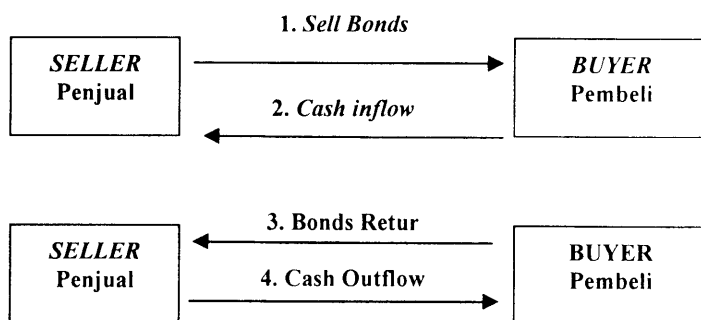 1. Sell Bonds
SELLER
Penjual
BUYER
Pembeli
2. Cash inflow
3. Bonds Retur
SELLER
Penjual
BUYER
Pembeli
4. Cash Outflow